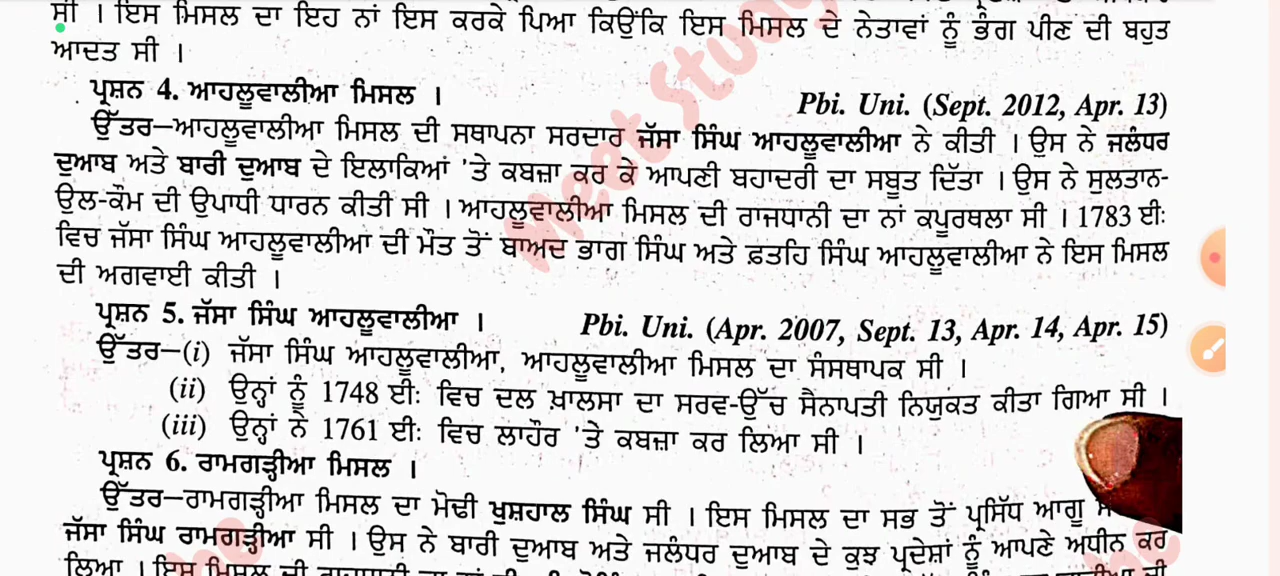 ਸੀ । ਇਸ ਮਿਸਲ ਦਾ ਇਹ ਨਾਂ ਇਸ ਕਰਕੇ ਪਿਆ ਕਿਉਂਕਿ ਇਸ ਮਿਸਲ ਦੇ ਨੇਤਾਵਾਂ ਨੂੰ ਭੰਗ ਪੀਣ ਦੀ ਬਹੁਤ
ਆਦਤ ਸੀ ।
ਪ੍ਰਸ਼ਨ 4. ਆਹਲੂਵਾਲੀਆ ਮਿਸਲ । Pbi. Uni. (Sept. 2012, Apr. 13)
ਉੱਤਰ–ਆਹਲੂਵਾਲੀਆ ਮਿਸਲ ਦੀ ਸਥਾਪਨਾ ਸਰਦਾਰ ਜੱਸਾ ਸਿੰਘ ਆਹਲੂਵਾਲੀਆ ਨੇ ਕੀਤੀ । ਉਸ ਨੇ ਜਲੰਧਰ
ਦੁਆਬ ਅਤੇ ਬਾਰੀ ਦੁਆਬ ਦੇ ਇਲਾਕਿਆਂ 'ਤੇ ਕਬਜ਼ਾ ਕਰ ਕੇ ਆਪਣੀ ਬਹਾਦਰੀ ਦਾ ਸਬੂਤ ਦਿੱਤਾ । ਉਸ ਨੇ ਸੁਲਤਾਨ-
ਉਲ-ਕੌਮ ਦੀ ਉਪਾਧੀ ਧਾਰਨ ਕੀਤੀ ਸੀ । ਆਹਲੂਵਾਲੀਆ ਮਿਸਲ ਦੀ ਰਾਜਧਾਨੀ ਦਾ ਨਾਂ ਕਪੂਰਥਲਾ ਸੀ । 1783 ਈ:
ਵਿਚ ਜੱਸਾ ਸਿੰਘ ਆਹਲੂਵਾਲੀਆ ਦੀ ਮੌਤ ਤੋਂ ਬਾਅਦ ਭਾਗ ਸਿੰਘ ਅਤੇ ਫ਼ਤਹਿ ਸਿੰਘ ਆਹਲੂਵਾਲੀਆ ਨੇ ਇਸ ਮਿਸਲ
ਦੀ ਅਗਵਾਈ ਕੀਤੀ ।
ਪ੍ਰਸ਼ਨ 5. ਜੱਸਾ ਸਿੰਘ ਆਹਲੂਵਾਲੀਆ । Pbi. Uni. (Apr. 2007, Sept. 13, Apr. 14, Apr. 15)
ਉੱਤਰ–(i) ਜੱਸਾ ਸਿੰਘ ਆਹਲੂਵਾਲੀਆ, ਆਹਲੂਵਾਲੀਆ ਮਿਸਲ ਦਾ ਸੰਸਥਾਪਕ ਸੀ ।
(ii) ਉਨ੍ਹਾਂ ਨੂੰ 1748 ਈ: ਵਿਚ ਦਲ ਖ਼ਾਲਸਾ ਦਾ ਸਰਵ-ਉੱਚ ਸੈਨਾਪਤੀ ਨਿਯੁਕਤ ਕੀਤਾ ਗਿਆ ਸੀ ।
(iii) ਉਨ੍ਹਾਂ ਨੇ 1761 ਈ: ਵਿਚ ਲਾਹੌਰ 'ਤੇ ਕਬਜ਼ਾ ਕਰ ਲਿਆ ਸੀ ।
ਪ੍ਰਸ਼ਨ 6. ਰਾਮਗੜ੍ਹੀਆ ਮਿਸਲ ।
ਉੱਤਰ–ਰਾਮਗੜ੍ਹੀਆ ਮਿਸਲ ਦਾ ਮੋਢੀ ਖੁਸ਼ਹਾਲ ਸਿੰਘ ਸੀ । ਇਸ ਮਿਸਲ ਦਾ ਸਭ ਤੋਂ ਪ੍ਰਸਿੱਧ ਆਗੂ
ਜੱਸਾ ਸਿੰਘ ਰਾਮਗੜ੍ਹੀਆ ਸੀ । ਉਸ ਨੇ ਬਾਰੀ ਦੁਆਬ ਅਤੇ ਜਲੰਧਰ ਦੁਆਬ ਦੇ ਕੁਝ ਪ੍ਰਦੇਸ਼ਾਂ ਨੂੰ ਆਪਣੇ ਅਧੀਨ ਕਰ
ਲਿਆ । ਇਸ ਮਿਸਲ ਦੀ
Meet Study